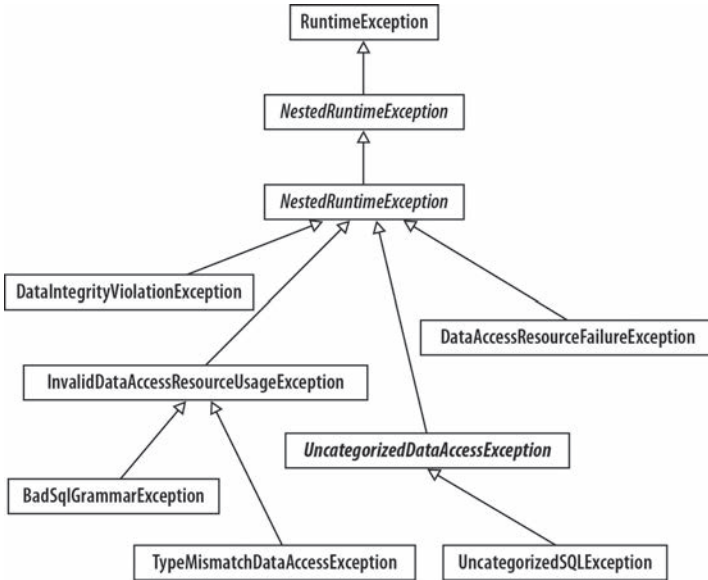 RuntimeException
NestedRuntimeException
NestedRuntimeException
DataIntegrityViolationException
DataAccessResourceFailureException
InvalidDataAccessResourceUsageException
UncategorizedDataAccessException
BadSqlGrammarException
TypeMismatchDataAccessException
UncategorizedSQLException